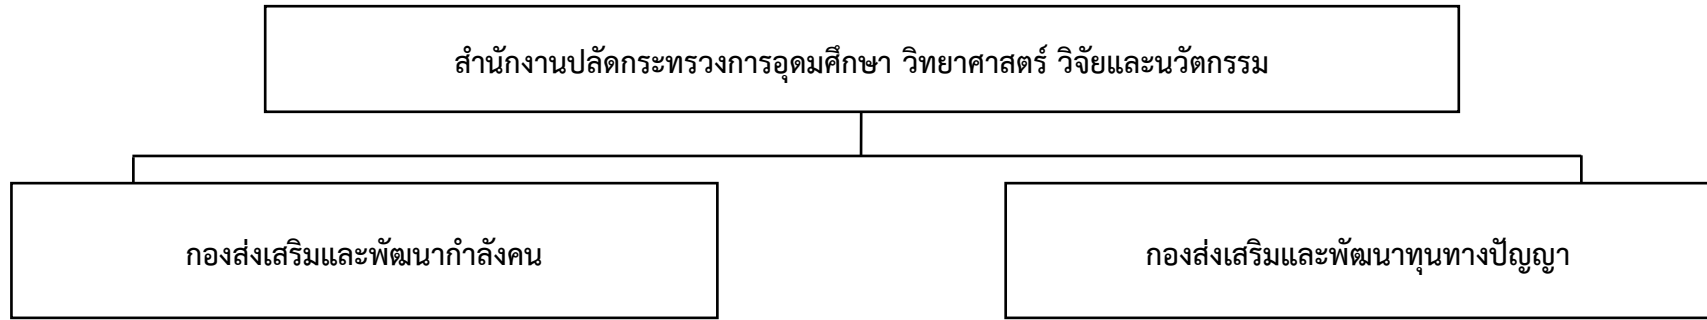 สำนักงานปลัดกระทรวงการอุดมศึกษา วิทยาศาสตร์ วิจัยและนวัตกรรม
กองส่งเสริมและพัฒนากำลังคน
กองส่งเสริมและพัฒนาทุนทางปัญญา